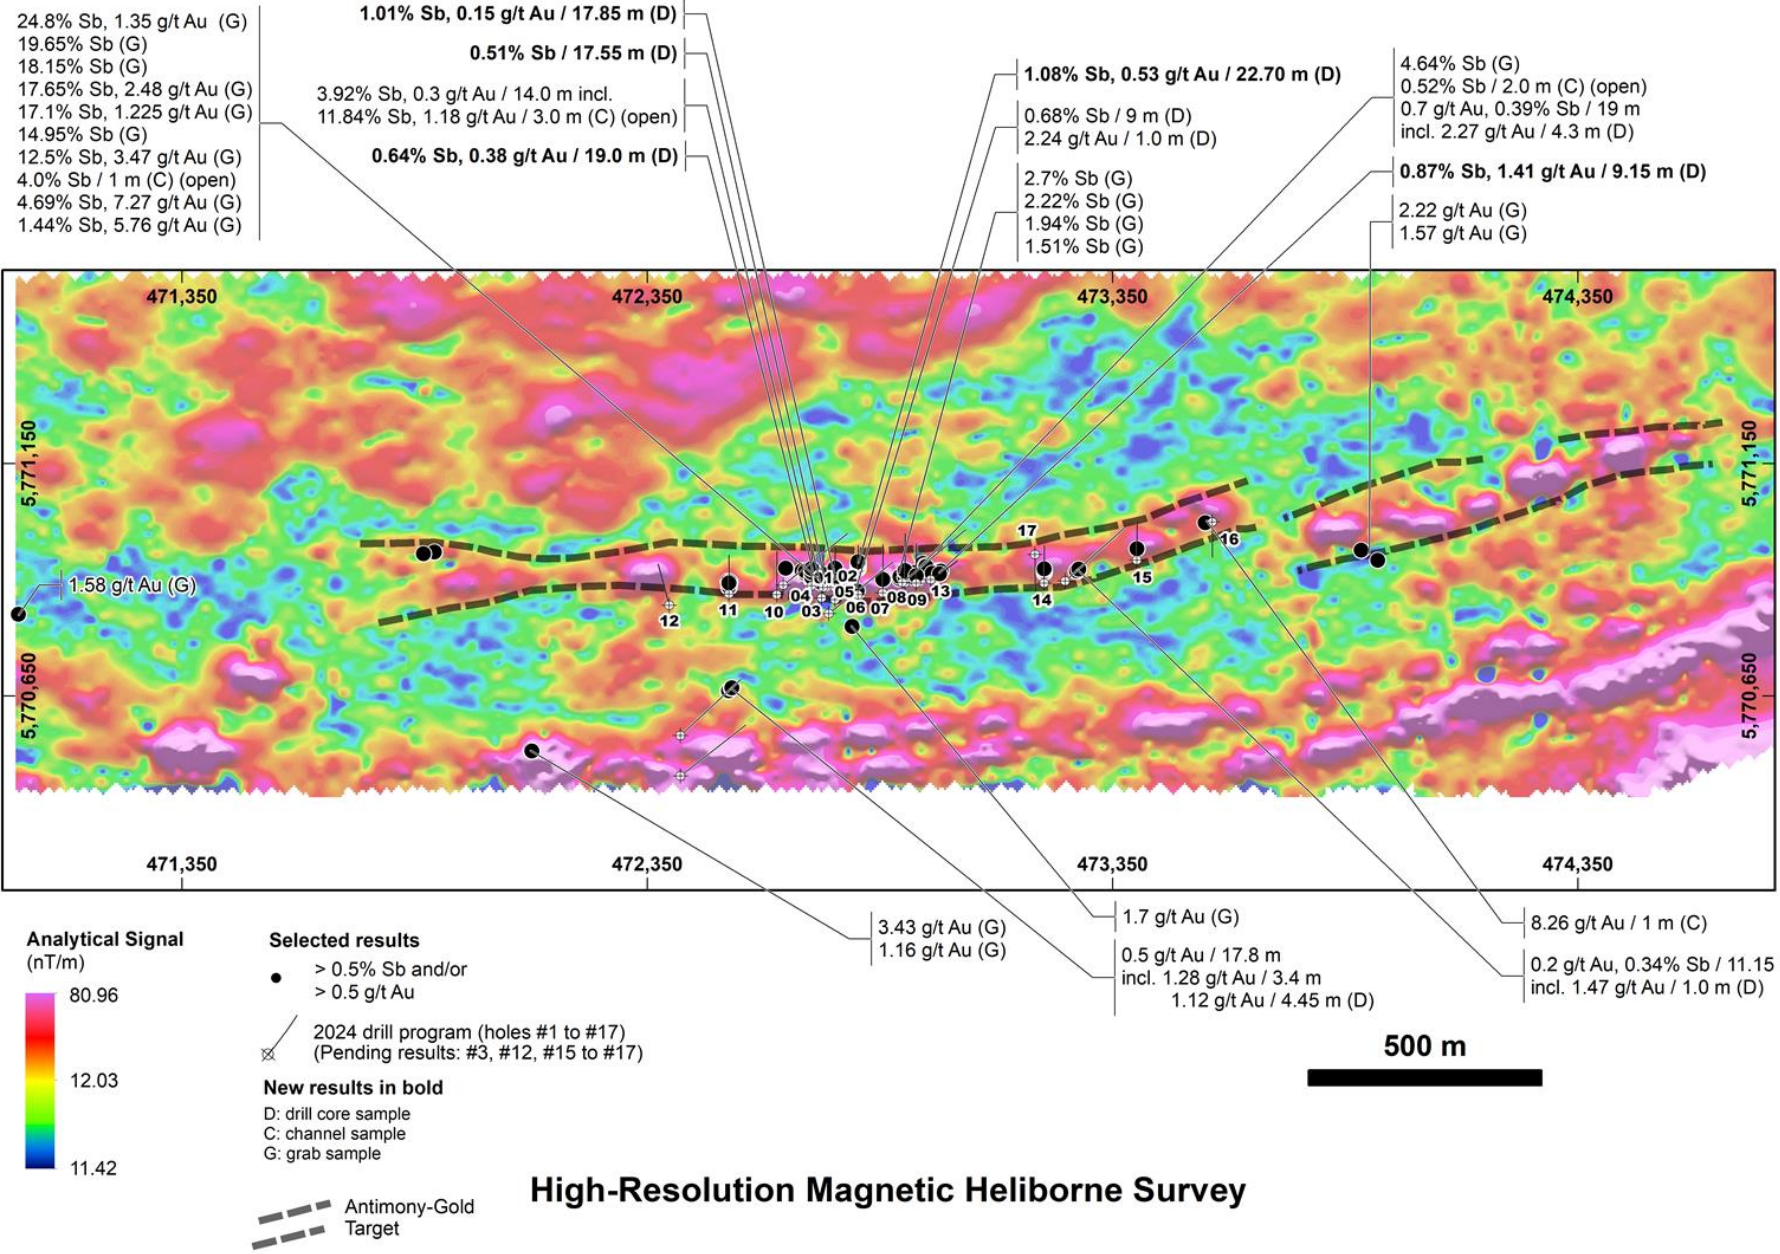 24.8% Sb, 1.35 g/t Au (G)
19.65% Sb (G)
18.15% Sb (G)
17.65% Sb, 2.48 g/t Au (G)
17.1% Sb, 1.225 g/t Au (G)
14.95% Sb (G)
12.5% Sb, 3.47 g/t Au (G)
4.0% Sb / 1 m (C) (open)
4.69% Sb, 7.27 g/t Au (G)
1.44% Sb, 5.76 g/t Au (G)
1.01% Sb, 0.15 g/t Au / 17.85 m (D)
0.51% Sb / 17.55 m (D)
3.92% Sb, 0.3 g/t Au / 14.0 m incl.
11.84% Sb, 1.18 g/t Au / 3.0 m (C) (open)
0.64% Sb, 0.38 g/t Au / 19.0 m (D)
1.08% Sb, 0.53 g/t Au / 22.70 m (D)
0.68% Sb / 9 m (D)
2.24 g/t Au / 1.0 m (D)
2.7% Sb (G)
2.22% Sb (G)
1.94% Sb (G)
1.51% Sb (G)
4.64% Sb (G)
0.52% Sb / 2.0 m (C) (open)
0.7 g/t Au, 0.39% Sb / 19 m
incl. 2.27 g/t Au / 4.3 m (D)
0.87% Sb, 1.41 g/t Au / 9.15 m (D)
2.22 g/t Au (G)
1.57 g/t Au (G)
471,350
472,350
473,350
474,350
5,771,150
5,771,150
17
16
15
14
13
01
02
04
05
03
06
07
08
09
10
11
12
1.58 g/t Au (G)
5,770,650
5,770,650
471,350
472,350
473,350
474,350
3.43 g/t Au (G)
1.16 g/t Au (G)
1.7 g/t Au (G)
0.5 g/t Au / 17.8 m
incl. 1.28 g/t Au / 3.4 m
1.12 g/t Au / 4.45 m (D)
8.26 g/t Au / 1 m (C)
0.2 g/t Au, 0.34% Sb / 11.15
incl. 1.47 g/t Au / 1.0 m (D)
Analytical Signal
(nT/m)
80.96
12.03
11.42
Selected results
> 0.5% Sb and/or
> 0.5 g/t Au
2024 drill program (holes #1 to #17)
(Pending results: #3, #12, #15 to #17)
New results in bold
D: drill core sample
C: channel sample
G: grab sample
Antimony-Gold
Target
500 m
High-Resolution Magnetic Heliborne Survey